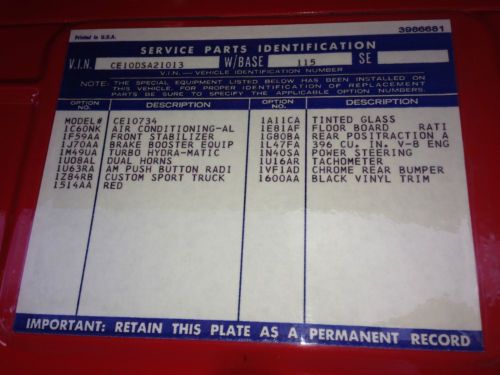 Printed in U.S.A. 3986681
SERVICE PARTS IDENTIFICATION
V.I.N. CE10DSA21013 W/BASE 115 SE
V.I.N.—VEHICLE IDENTIFICATION NUMBER
NOTE: THE SPECIAL EQUIPMENT LISTED BELOW HAS BEEN INSTALLED ON
THIS VEHICLE. FOR PROPER IDENTIFICATION OF REPLACEMENT
PARTS BE SURE TO SPECIFY THE APPLICABLE OPTION NUMBERS.
OPTION NO. DESCRIPTION OPTION NO. DESCRIPTION
MODEL# CE10734 1A11CA TINTED GLASS
1C60NK AIR CONDITIONING-AL 1E81AF FLOOR BOARD RATI
1F59AA FRONT STABILIZER 1G80BA REAR POSITRACTION A
1J70AA BRAKE BOOSTER EQUIP 1L47FA 396 CU. IN. V-8 ENG
1M49UA TURBO HYDRA-MATIC 1N40SA POWER STEERING
1U08AL DUAL HORNS 1U16AR TACHOMETER
1U63RA AM PUSH BUTTON RADI 1VF1AD CHROME REAR BUMPER
1Z84RB CUSTOM SPORT TRUCK 1600AA BLACK VINYL TRIM
1514AA RED
IMPORTANT: RETAIN THIS PLATE AS A PERMANENT RECORD